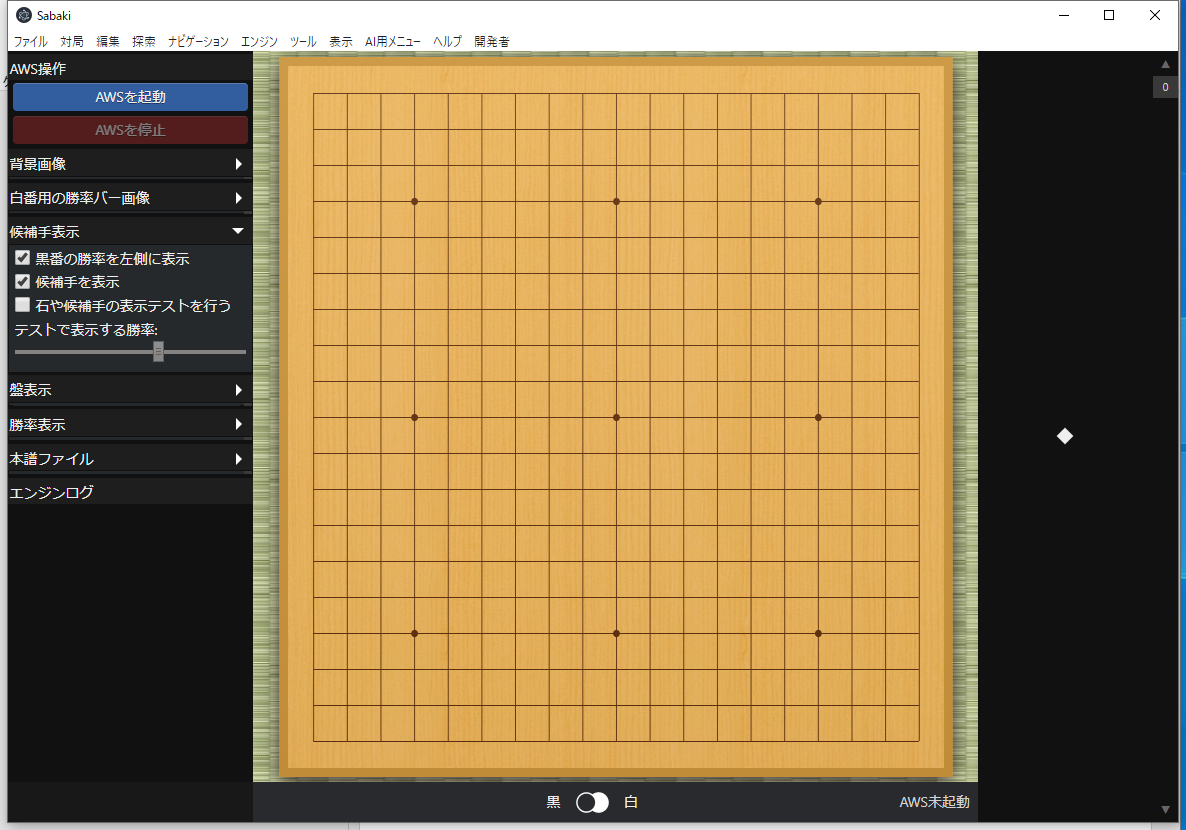 Sabaki
ファイル 対局 編集 探索 ナビゲーション エンジン ツール 表示 AI用メニュー ヘルプ 開発者
AWS操作
AWSを起動
AWSを停止
背景画像
白番用の勝率バー画像
候補手表示
黒番の勝率を左側に表示
候補手を表示
石や候補手の表示テストを行う
テストで表示する勝率:
盤表示
勝率表示
本譜ファイル
エンジンログ
0
黒 白
AWS未起動